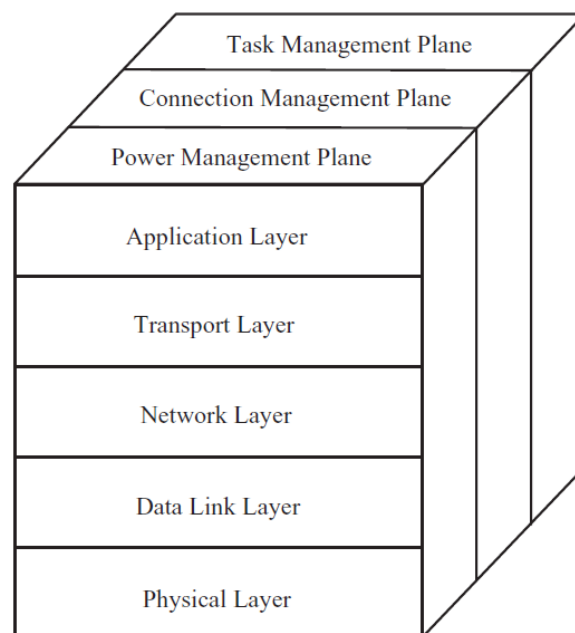 Task Management Plane
Connection Management Plane
Power Management Plane
Application Layer
Transport Layer
Network Layer
Data Link Layer
Physical Layer